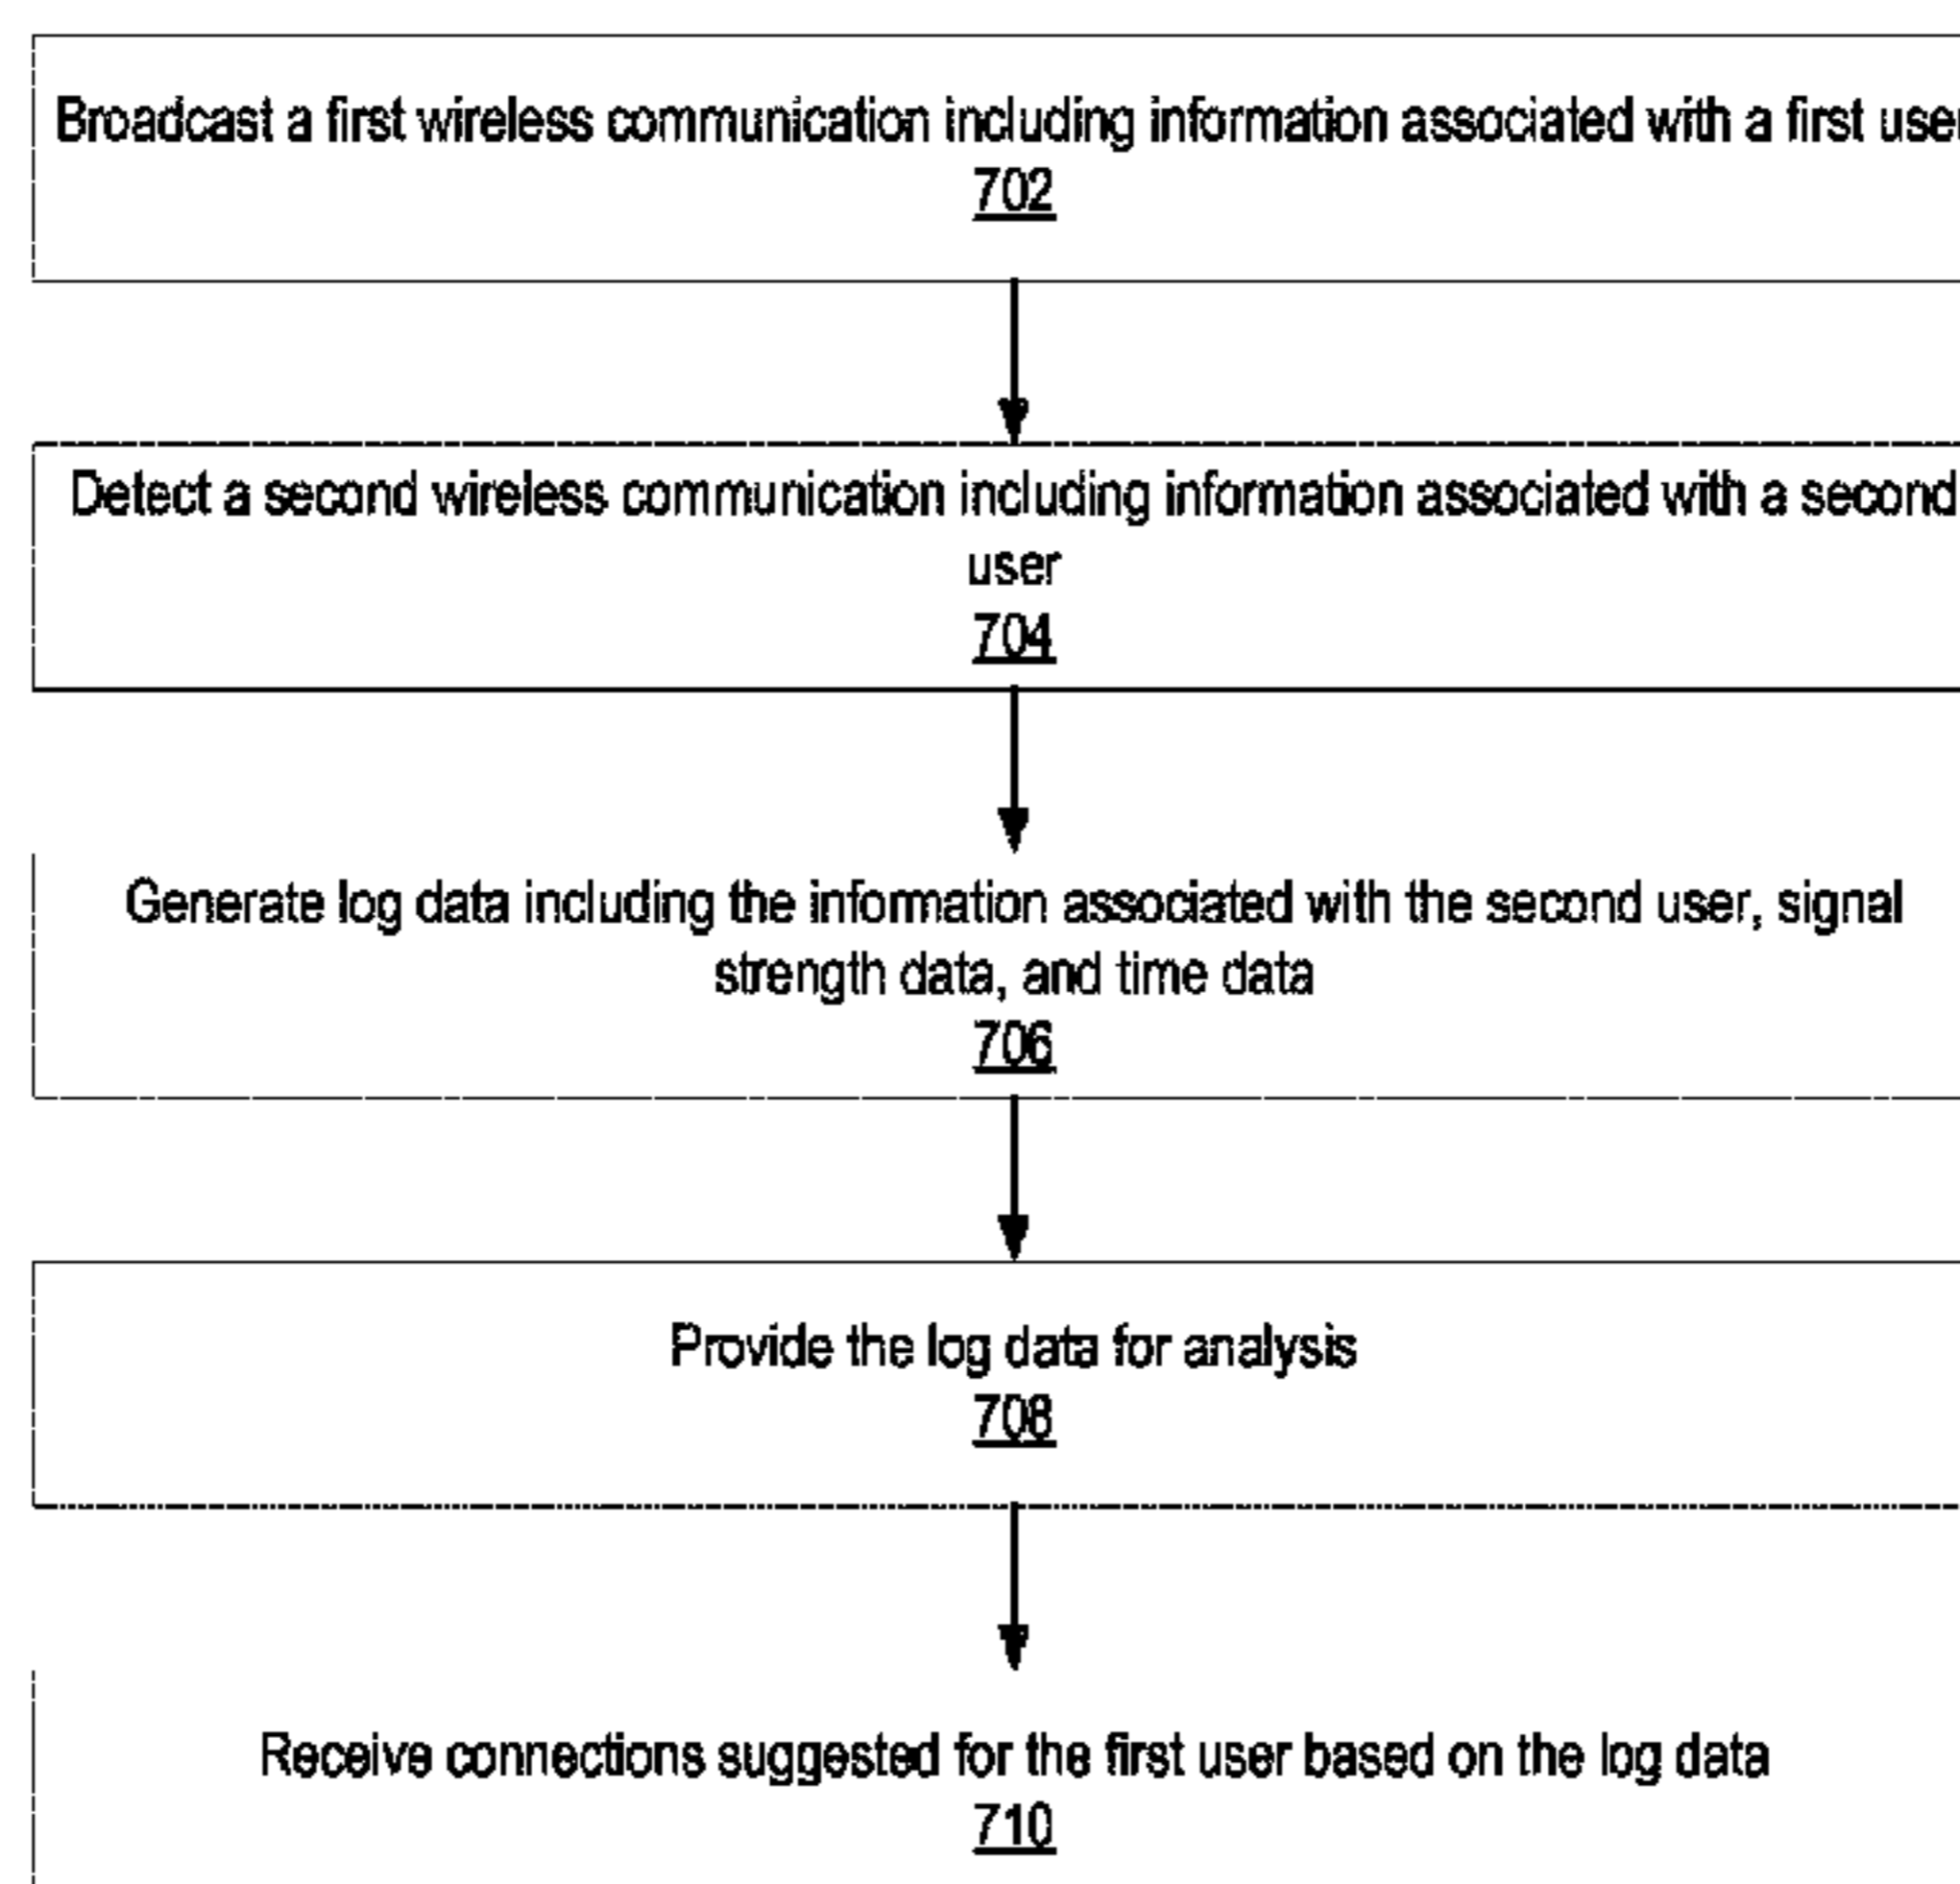 Broadcast a first wireless communication including information associated with a first user
702
Detect a second wireless communication including information associated with a second
user
704
Generate log data including the information associated with the second user, signal
strength data, and time data
706
Provide the log data for analysis
708
Receive connections suggested for the first user based on the log data
710